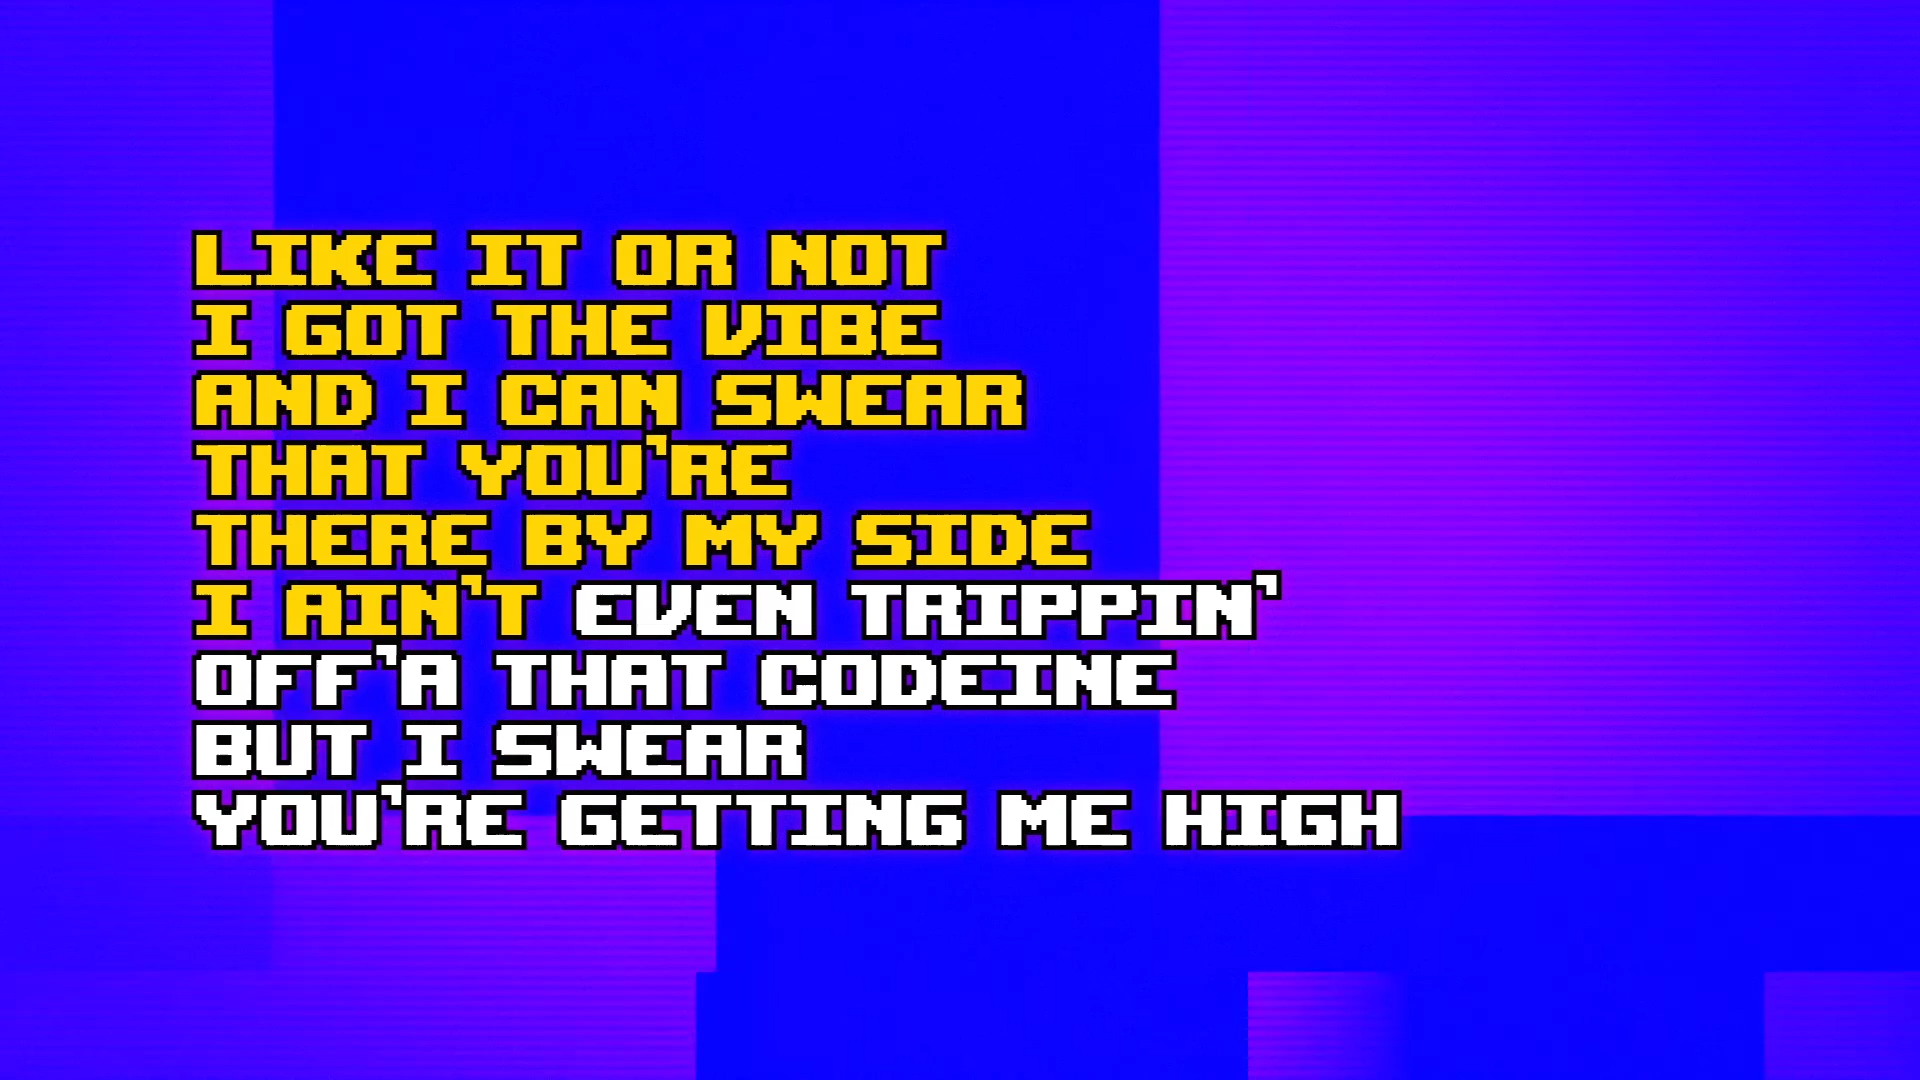 LIKE IT OR NOT
I GOT THE VIBE
AND I CAN SWEAR
THAT YOU'RE
THERE BY MY SIDE
I AIN'T EVEN TRIPPIN'
OFF'A THAT CODEINE
BUT I SWEAR
YOU'RE GETTING ME HIGH